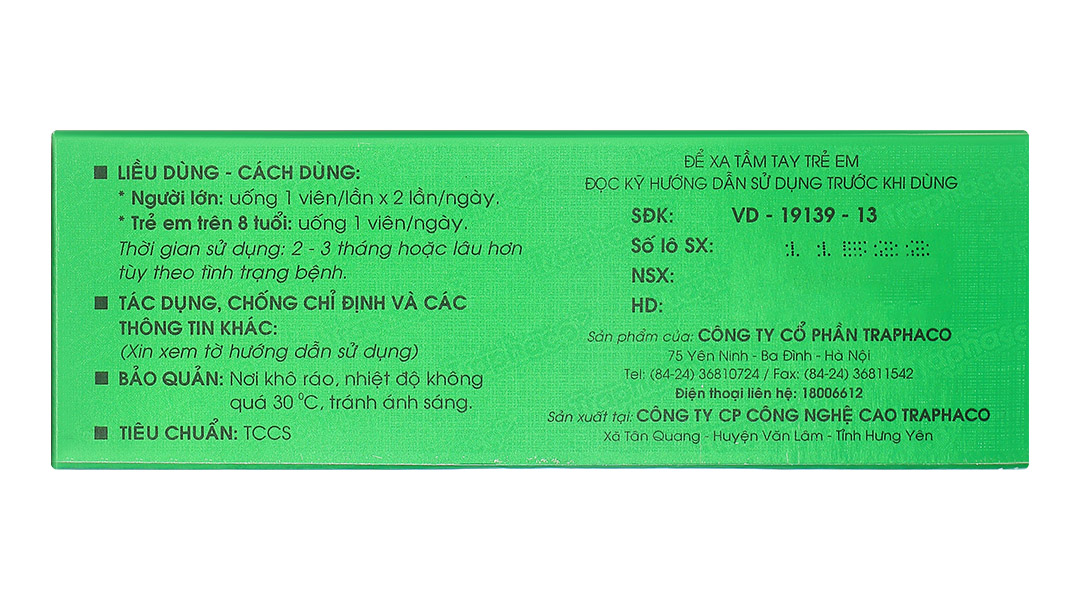 ■ LIỀU DÙNG - CÁCH DÙNG:
* Người lớn: uống 1 viên/lần x 2 lần/ngày.
* Trẻ em trên 8 tuổi: uống 1 viên/ngày.
Thời gian sử dụng: 2 - 3 tháng hoặc lâu hơn
tùy theo tình trạng bệnh.
■ TÁC DỤNG, CHỐNG CHỈ ĐỊNH VÀ CÁC
THÔNG TIN KHÁC:
(Xin xem tờ hướng dẫn sử dụng)
■ BẢO QUẢN: Nơi khô ráo, nhiệt độ không
quá 30 ⁰C, tránh ánh sáng.
■ TIÊU CHUẨN: TCCS
ĐỂ XA TẦM TAY TRẺ EM
ĐỌC KỸ HƯỚNG DẪN SỬ DỤNG TRƯỚC KHI DÙNG
SĐK: VD - 19139 - 13
Số lô SX:
NSX:
HD:
Sản phẩm của: CÔNG TY CỔ PHẦN TRAPHACO
75 Yên Ninh - Ba Đình - Hà Nội
Tel: (84-24) 36810724 / Fax: (84-24) 36811542
Điện thoại liên hệ: 18006612
Sản xuất tại: CÔNG TY CP CÔNG NGHỆ CAO TRAPHACO
Xã Tân Quang - Huyện Văn Lâm - Tỉnh Hưng Yên